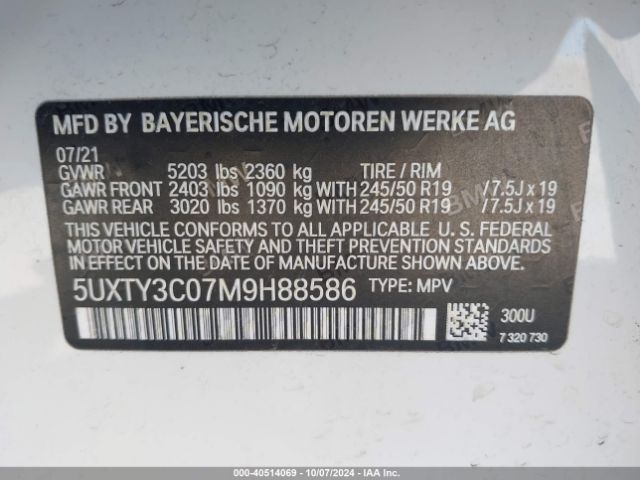 MFD BY BAYERISCHE MOTOREN WERKE AG
07/21
GVWR 5203 lbs 2360 kg TIRE / RIM
GAWR FRONT 2403 lbs 1090 kg WITH 245/50 R19 / 7.5J x 19
GAWR REAR 3020 lbs 1370 kg WITH 245/50 R19 / 7.5J x 19
THIS VEHICLE CONFORMS TO ALL APPLICABLE U. S. FEDERAL
MOTOR VEHICLE SAFETY AND THEFT PREVENTION STANDARDS
IN EFFECT ON THE DATE OF MANUFACTURE SHOWN ABOVE.
5UXTY3C07M9H88586 TYPE: MPV
300U
7 320 730
000-40514069 - 10/07/2024 - IAAI.com